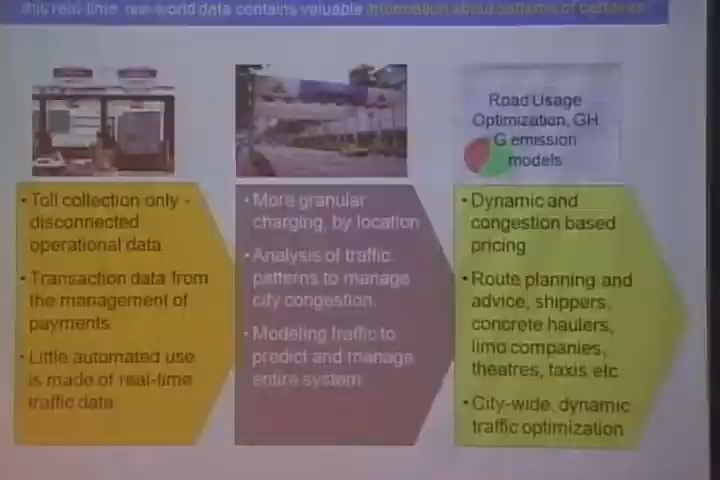 this real-time, real-world data contains valuable information about patterns of
Road Usage
Optimization, GH
G emission
models
• Toll collection only -
disconnected
operational data
• Transaction data from
the management of
payments
• Little automated use
is made of real-time
traffic data
• More granular
charging, by location
• Analysis of traffic
patterns to manage
city congestion.
• Modeling traffic to
predict and manage
entire system
• Dynamic and
congestion based
pricing
• Route planning and
advice, shippers,
concrete haulers,
limo companies,
theatres, taxis etc
• City-wide, dynamic
traffic optimization